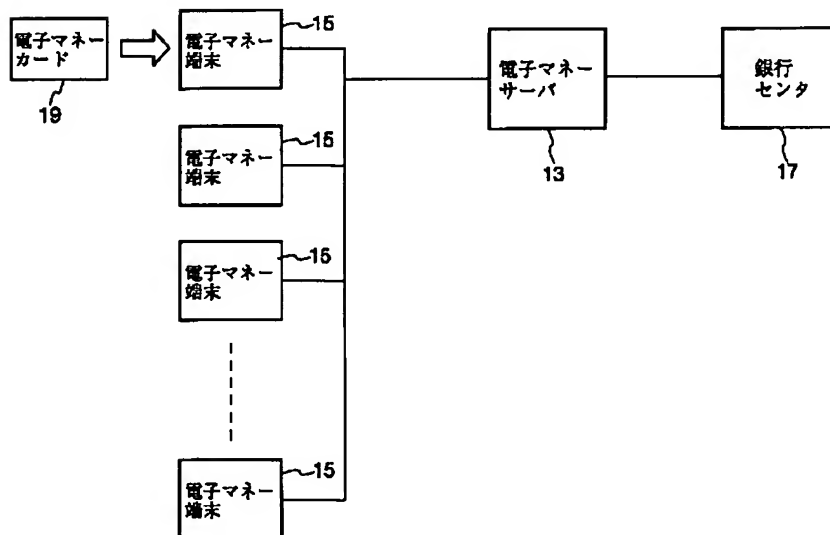 電子マネー
カード
19
電子マネー
端末
15
電子マネー
端末
15
電子マネー
端末
15
電子マネー
端末
15
電子マネー
サーバ
13
銀行
センタ
17